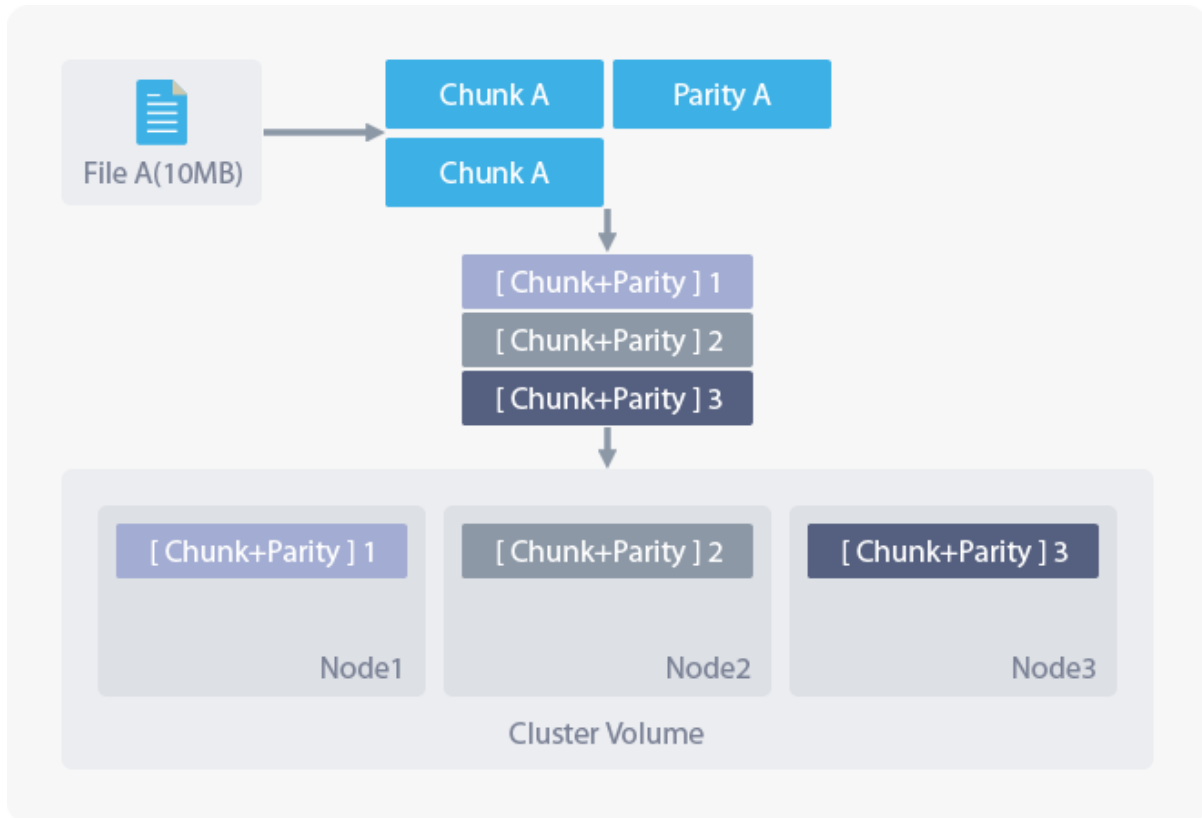 Chunk A
Parity A
File A(10MB)
Chunk A
[ Chunk+Parity ] 1
[ Chunk+Parity ] 2
[ Chunk+Parity ] 3
[ Chunk+Parity ] 1
[ Chunk+Parity ] 2
[ Chunk+Parity ] 3
Node1
Node2
Node3
Cluster Volume